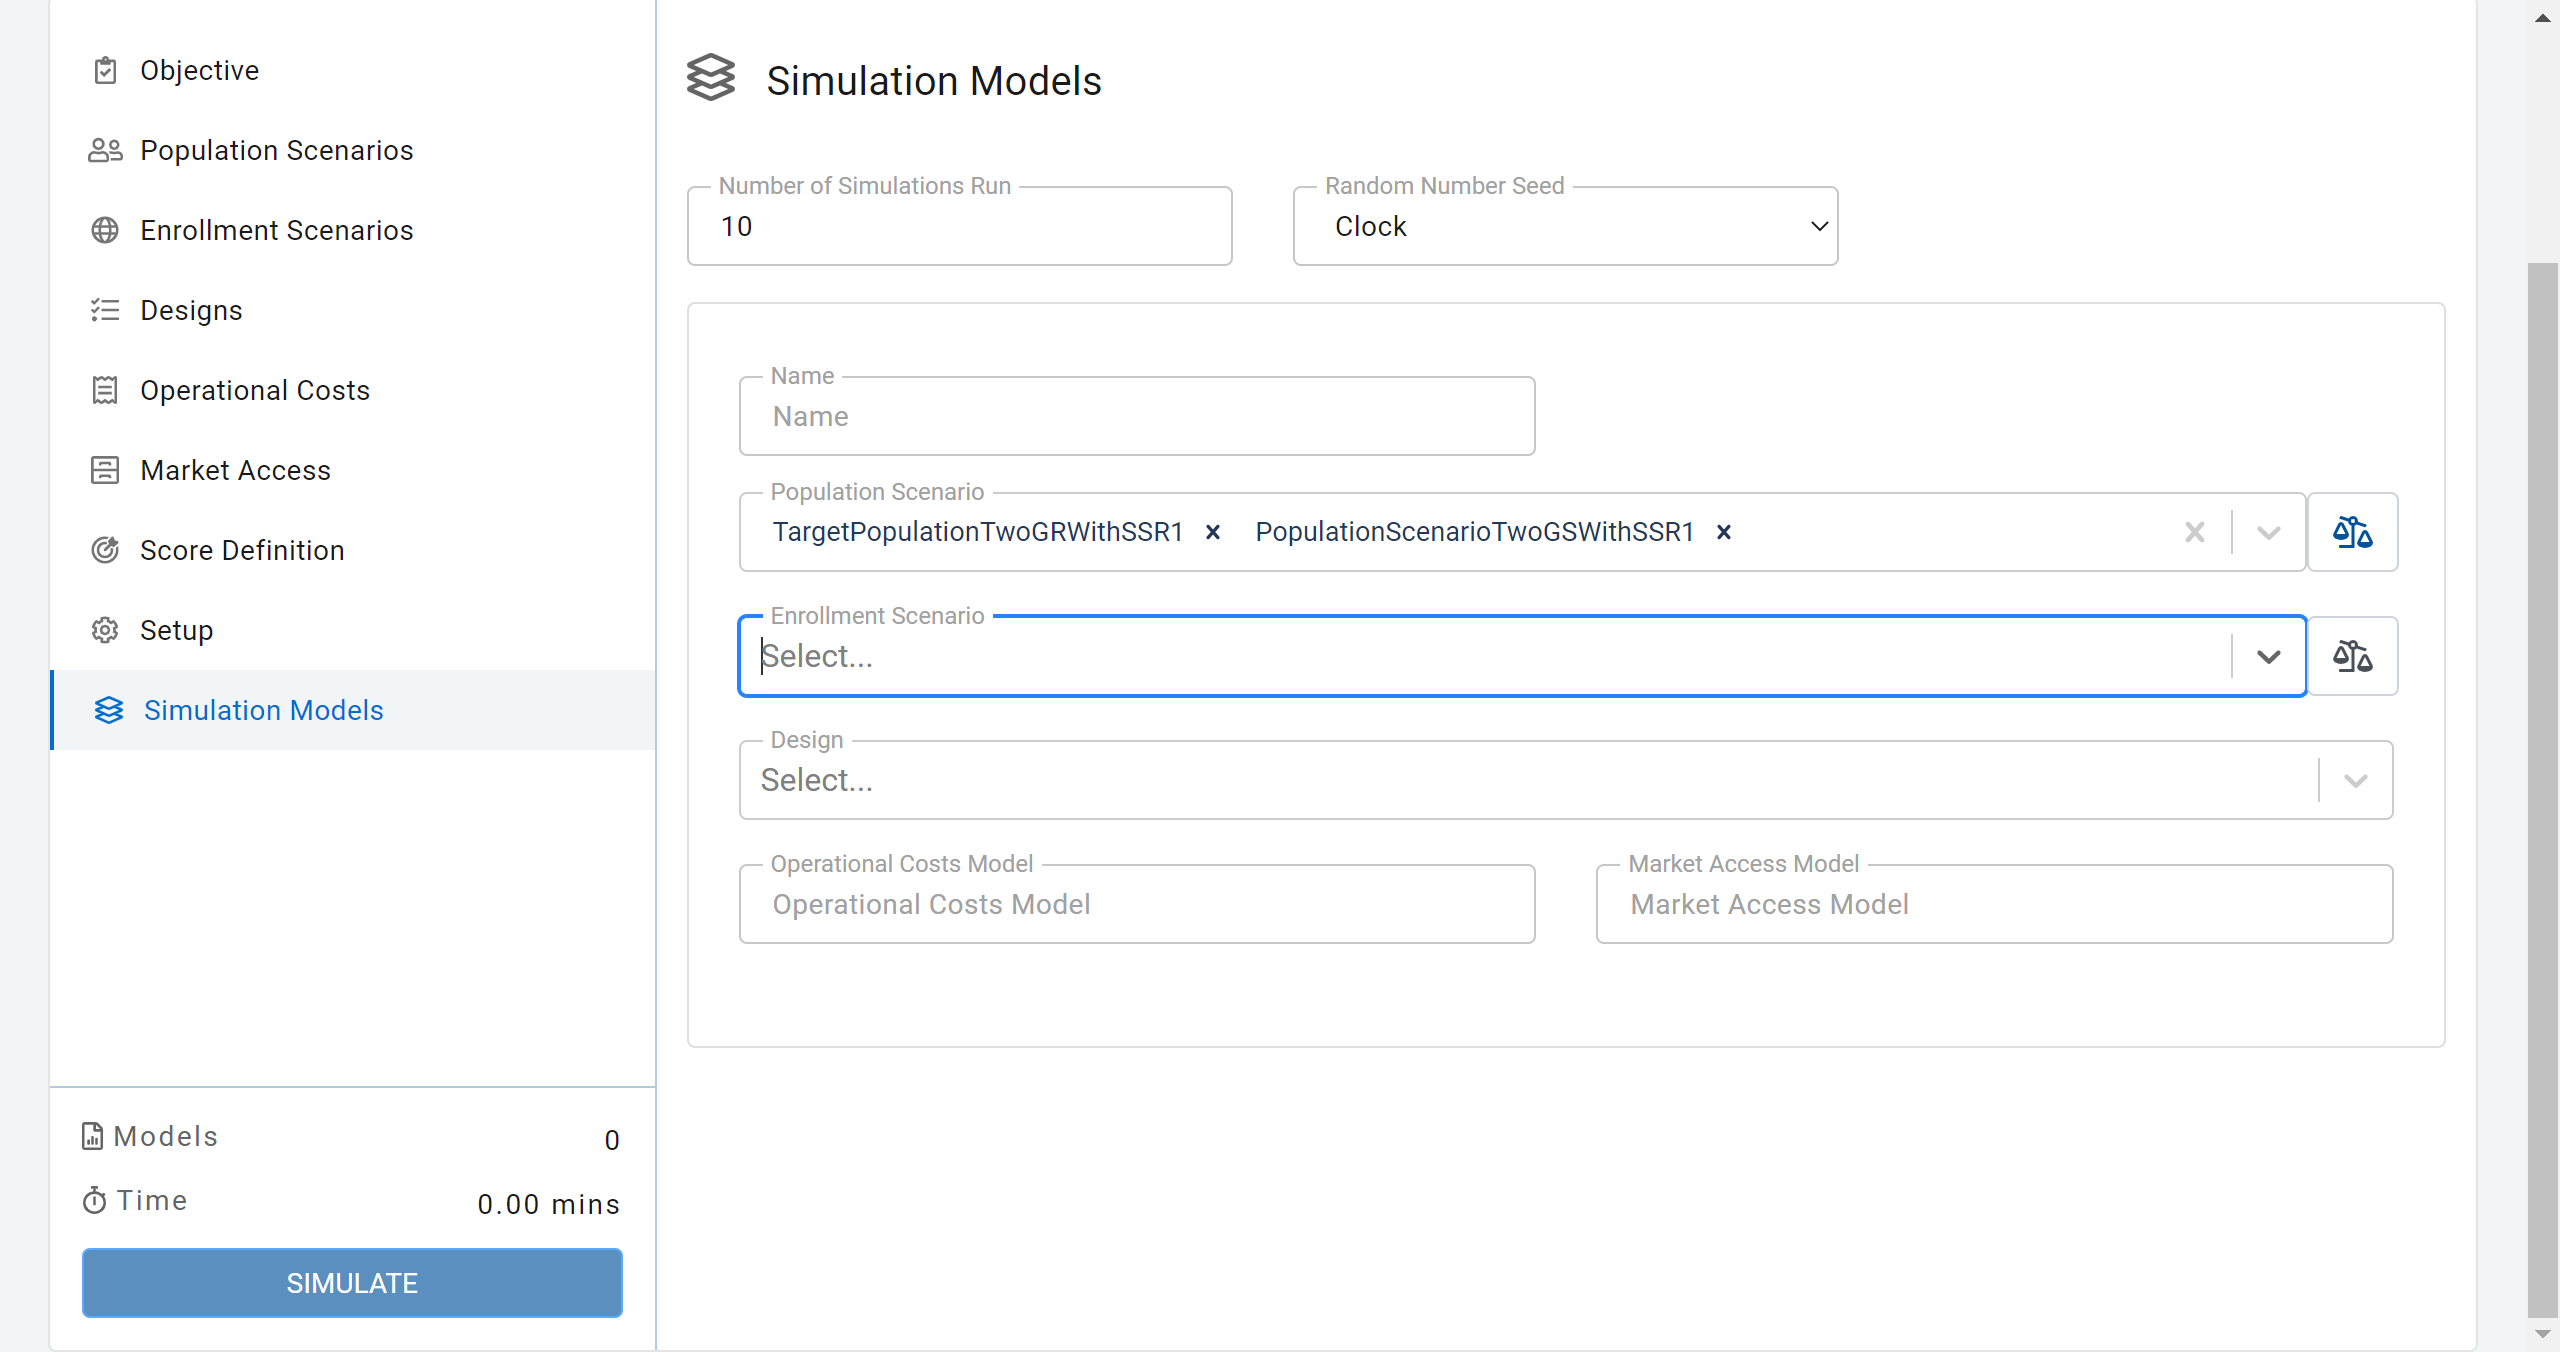 Objective
Population Scenarios
Enrollment Scenarios
Designs
Operational Costs
Market Access
Score Definition
Setup
Simulation Models
Models 0
Time 0.00 mins
SIMULATE
Simulation Models
Number of Simulations Run
10
Random Number Seed
Clock
Name
Name
Population Scenario
TargetPopulationTwoGRWithSSR1 PopulationScenarioTwoGSWithSSR1
Enrollment Scenario
Select...
Design
Select...
Operational Costs Model
Operational Costs Model
Market Access Model
Market Access Model